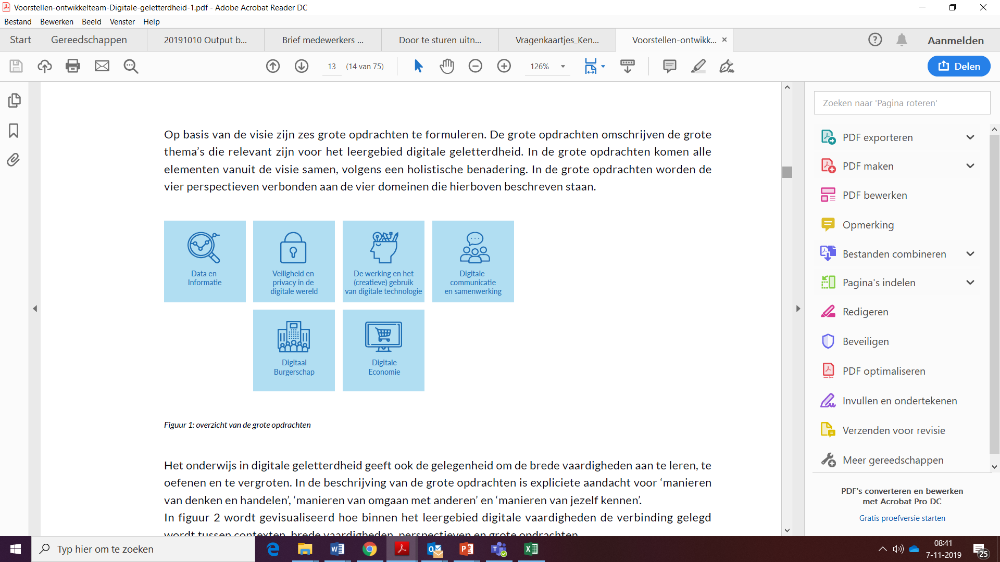 Voorstellen-ontwikkelteam-Digitale-geletterdheid-1.pdf - Adobe Acrobat Reader DC
Bestand Bewerken Beeld Venster Help
Start Gereedschappen 20191010 Output b... Brief medewerkers ... Door te sturen uitn... Vragenkaartjes_Ken... Voorstellen-ontwikk... Aanmelden
13 (14 van 75) 126% Delen
Op basis van de visie zijn zes grote opdrachten te formuleren. De grote opdrachten omschrijven de grote
thema's die relevant zijn voor het leergebied digitale geletterdheid. In de grote opdrachten komen alle
elementen vanuit de visie samen, volgens een holistische benadering. In de grote opdrachten worden de
vier perspectieven verbonden aan de vier domeinen die hierboven beschreven staan.
Data en
Informatie
Veiligheid en
privacy in de
digitale wereld
De werking en het
(creatieve) gebruik
van digitale technologie
Digitale
communicatie
en samenwerking
Digitaal
Burgerschap
Digitale
Economie
Figuur 1: overzicht van de grote opdrachten
Het onderwijs in digitale geletterdheid geeft ook de gelegenheid om de brede vaardigheden aan te leren, te
oefenen en te vergroten. In de beschrijving van de grote opdrachten is expliciete aandacht voor ‘manieren
van denken en handelen’, ‘manieren van omgaan met anderen’ en ‘manieren van jezelf kennen’.
In figuur 2 wordt gevisualiseerd hoe binnen het leergebied digitale vaardigheden de verbinding gelegd
wordt tussen contexten, brede vaardigheden, perspectieven en grote opdrachten.
Zoeken naar 'Pagina roteren'
PDF exporteren
PDF maken
PDF bewerken
Opmerking
Bestanden combineren
Pagina's indelen
Redigeren
Beveiligen
PDF optimaliseren
Invullen en ondertekenen
Verzenden voor revisie
Meer gereedschappen
PDF's converteren en bewerken
met Acrobat Pro DC
Gratis proefversie starten
Typ hier om te zoeken
08:41
7-11-2019
25